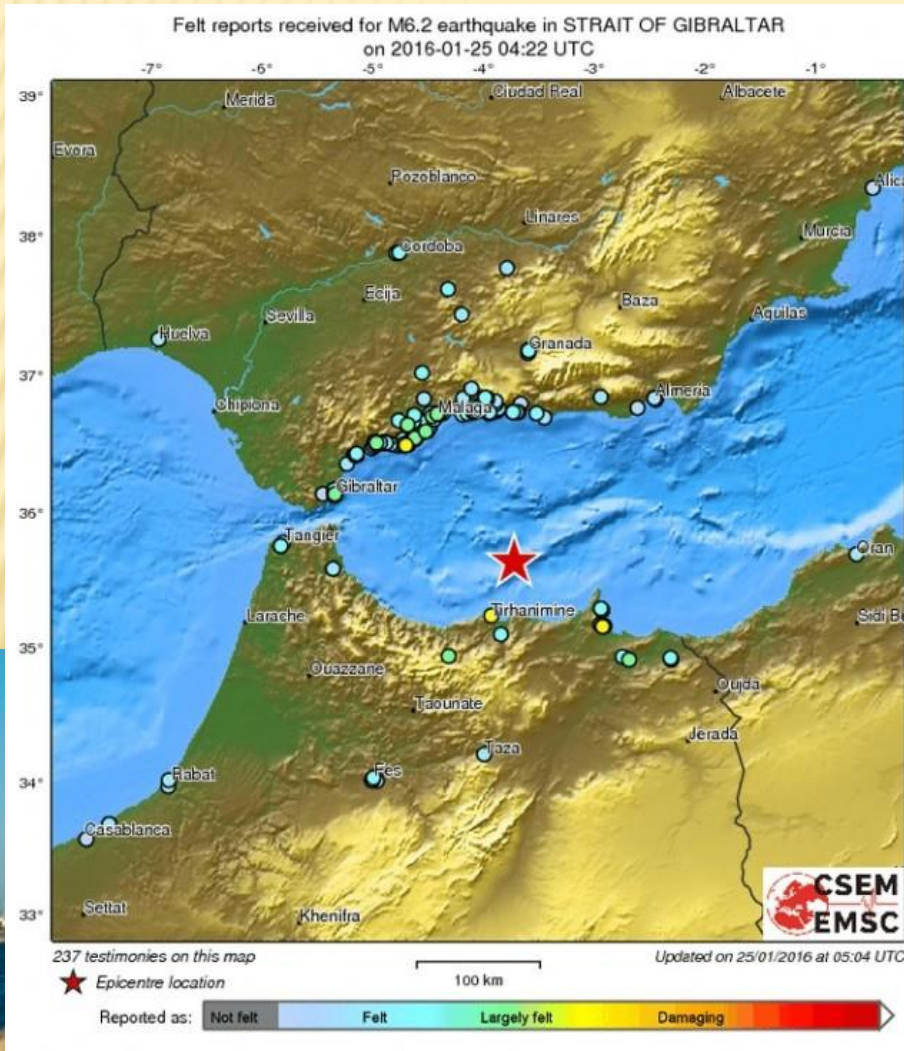 Felt reports received for M6.2 earthquake in STRAIT OF GIBRALTAR
on 2016-01-25 04:22 UTC
-7° -6° -5° -4° -3° -2° -1°
39°
Merida
Ciudad Real
Albacete
Evora
Pozoblanco
Alica
Linares
38°
Murcia
Cordoba
Ecija
Baza
Sevilla
Aquilas
Huelva
Granada
37°
Almeria
Chipiona
Malaga
Gibraltar
36°
Tangier
Oran
Tirhanimine
Larache
Sidi Be
35°
Ouazzane
Oujda
Taounate
Jerada
Taza
34°
Rabat
Fes
Casablanca
Settat
33°
Khenifra
CSEM
EMSC
237 testimonies on this map
Updated on 25/01/2016 at 05:04 UTC
Epicentre location
100 km
Reported as:
Not felt
Felt
Largely felt
Damaging